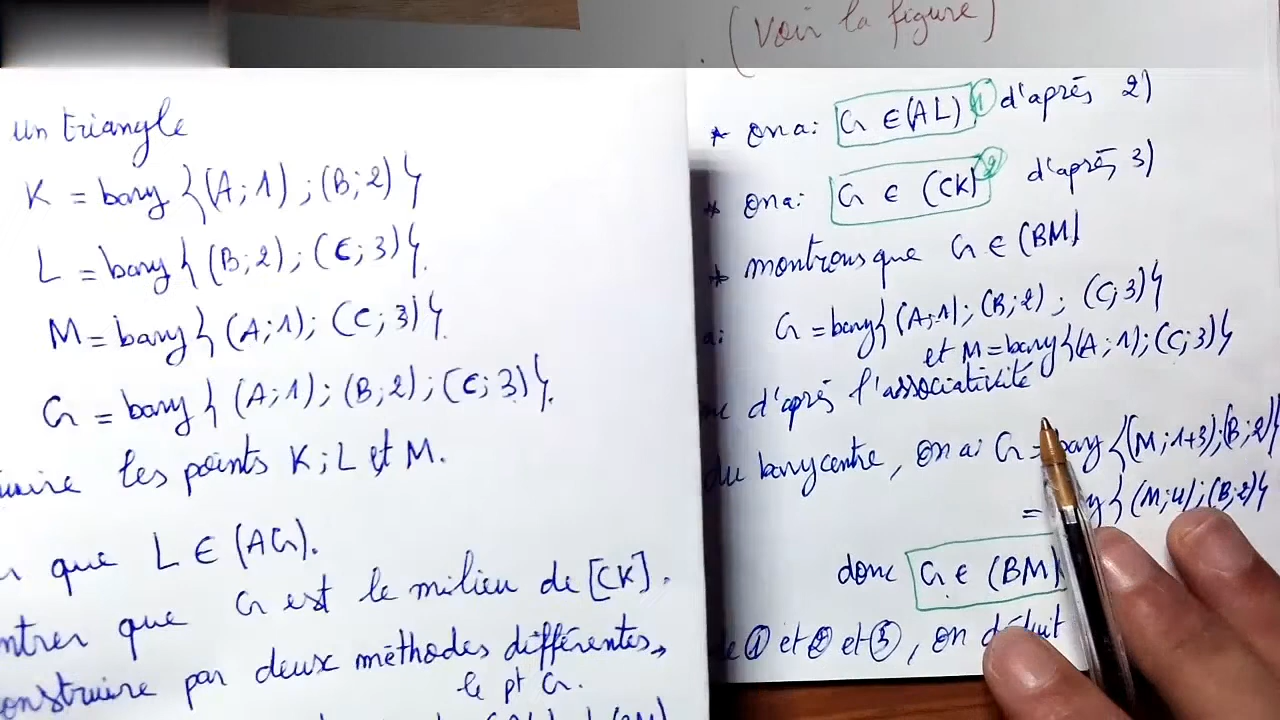 un triangle
K = bary {(A;1) ; (B;2)}
L = bary {(B;2) ; (C;3)}.
M = bary {(A;1) ; (C;3)}.
G = bary {(A;1) ; (B;2) ; (C;3)}.
les points K ; L et M.
que L ∈ (AG).
que G est le milieu de [CK].
par deux méthodes différentes,
le pt G.
(Voir la figure)
* on a: G ∈ (AL) ① d'après 2)
* on a: G ∈ (CK) ② d'après 3)
* montrons que G ∈ (BM)
G = bary {(A;1) ; (B;2) ; (C;3)}
et M = bary {(A;1) ; (C;3)}
d'après l'associativité
du barycentre, on a: G = bary {(M;1+3) ; (B;2)}
= {(M;4) ; (B;2)}
donc G ∈ (BM)
① et ② et ③, on déduit